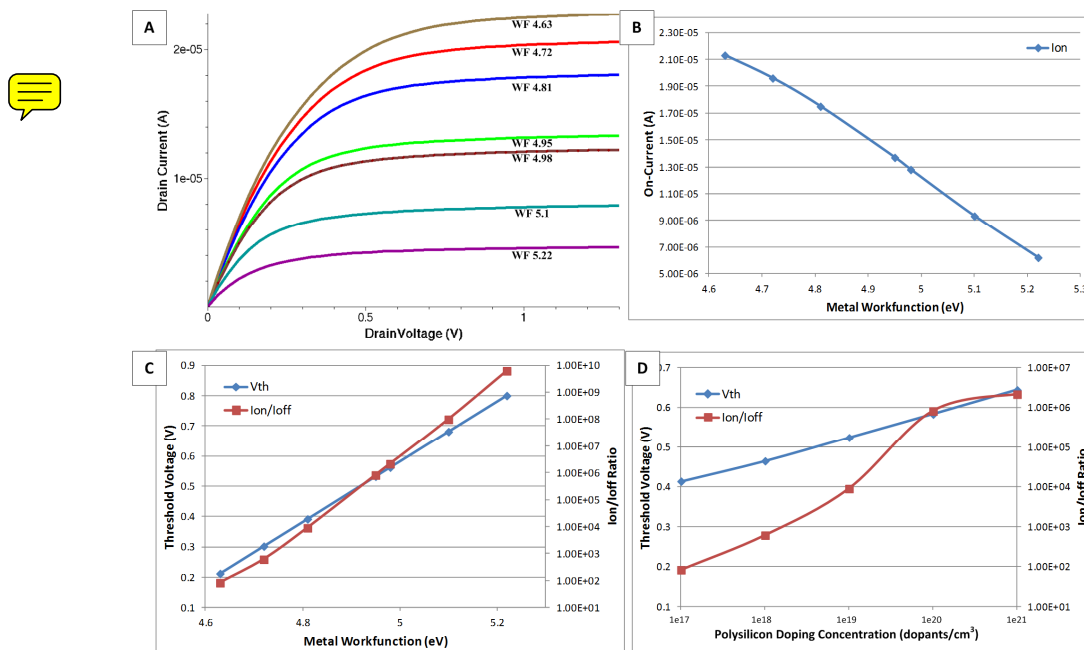 A
WF 4.63
WF 4.72
WF 4.81
WF 4.95
WF 4.98
WF 5.1
WF 5.22
2e-05
1e-05
0
0
0.5
1
Drain Current (A)
DrainVoltage (V)
B
Ion
2.30E-05
2.10E-05
1.90E-05
1.70E-05
1.50E-05
1.30E-05
1.10E-05
9.00E-06
7.00E-06
5.00E-06
4.6
4.7
4.8
4.9
5
5.1
5.2
5.3
On-Current (A)
Metal Workfunction (eV)
C
Vth
Ion/Ioff
0.9
0.8
0.7
0.6
0.5
0.4
0.3
0.2
0.1
1.00E+10
1.00E+09
1.00E+08
1.00E+07
1.00E+06
1.00E+05
1.00E+04
1.00E+03
1.00E+02
1.00E+01
4.6
4.8
5
5.2
Threshold Voltage (V)
Ion/Ioff Ratio
Metal Workfunction (eV)
D
Vth
Ion/Ioff
0.7
0.6
0.5
0.4
0.3
0.2
0.1
1.00E+07
1.00E+06
1.00E+05
1.00E+04
1.00E+03
1.00E+02
1.00E+01
1e17
1e18
1e19
1e20
1e21
Threshold Voltage (V)
Ion/Ioff Ratio
Polysilicon Doping Concentration (dopants/cm³)